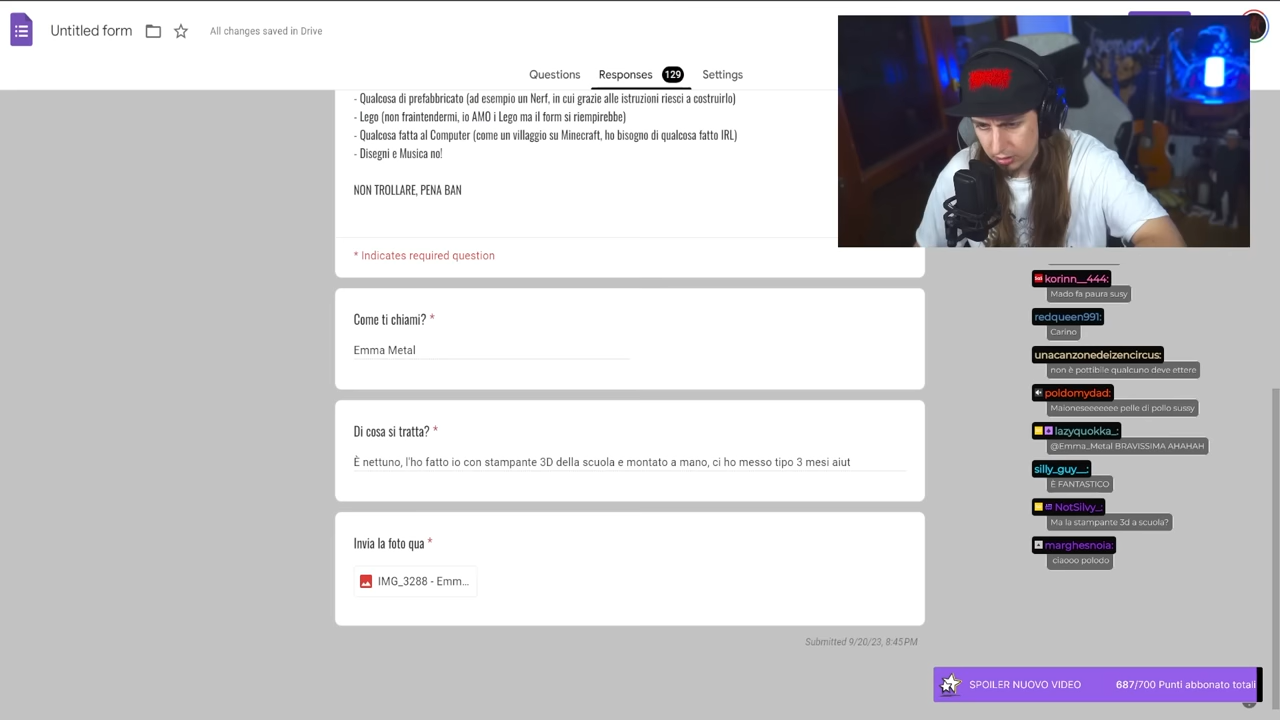 Untitled form
All changes saved in Drive
Questions
Responses 129
Settings
- Qualcosa di prefabbricato (ad esempio un Nerf, in cui grazie alle istruzioni riesci a costruirlo)
- Lego (non fraintendermi, io AMO i Lego ma il form si riempirebbe)
- Qualcosa fatta al Computer (come un villaggio su Minecraft, ho bisogno di qualcosa fatto IRL)
- Disegni e Musica no!
NON TROLLARE, PENA BAN
* Indicates required question
Come ti chiami? *
Emma Metal
Di cosa si tratta? *
È nettuno, l'ho fatto io con stampante 3D della scuola e montato a mano, ci ho messo tipo 3 mesi aiut
Invia la foto qua *
IMG_3288 - Emm...
Submitted 9/20/23, 8:45 PM
korinn__444:
Mado fa paura susy
redqueen991:
Carino
unacanzonedeizencircus:
non è pottibile qualcuno deve ettere
poldomydad:
Maioneseeeeeee pelle di pollo sussy
lazyquokka_:
@Emma_Metal BRAVISSIMA AHAHAH
silly_guy__:
È FANTASTICO
NotSilvy_:
Ma la stampante 3d a scuola?
marghesnoia:
ciaooo polodo
SPOILER NUOVO VIDEO
687/700 Punti abbonato totali